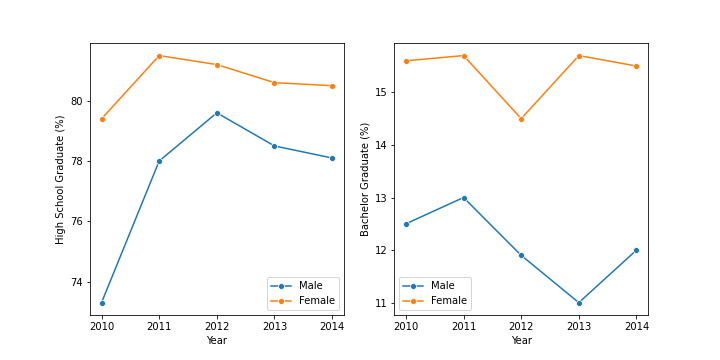 High School Graduate (%)
80
78
76
74
2010 2011 2012 2013 2014
Year
Male
Female
Bachelor Graduate (%)
15
14
13
12
11
2010 2011 2012 2013 2014
Year
Male
Female